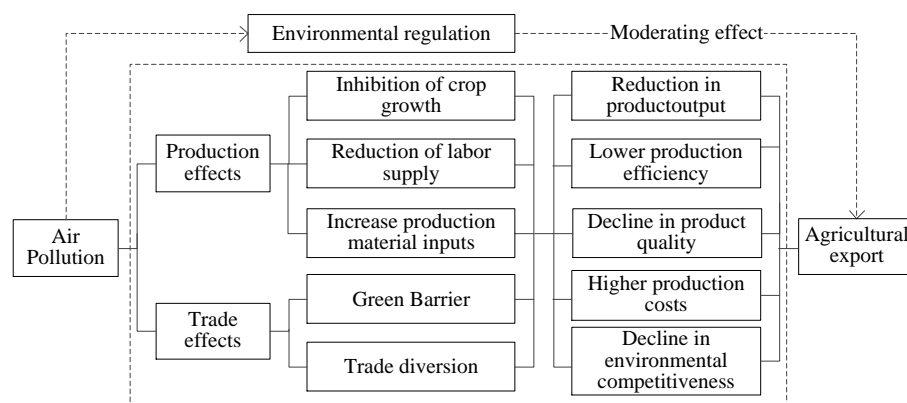 Environmental regulation
Moderating effect
Inhibition of crop
growth
Reduction in
productoutput
Production
effects
Reduction of labor
supply
Lower production
efficiency
Air
Pollution
Increase production
material inputs
Decline in product
quality
Agricultural
export
Trade
effects
Green Barrier
Higher production
costs
Trade diversion
Decline in
environmental
competitiveness